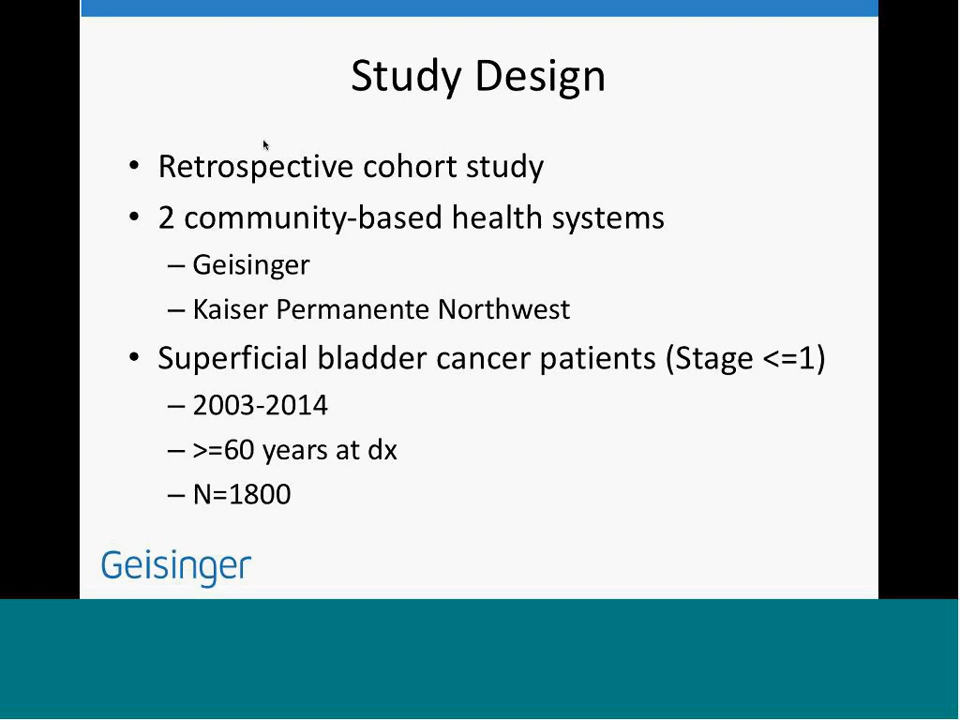 Study Design
• Retrospective cohort study
• 2 community-based health systems
– Geisinger
– Kaiser Permanente Northwest
• Superficial bladder cancer patients (Stage <=1)
– 2003-2014
– >=60 years at dx
– N=1800
Geisinger